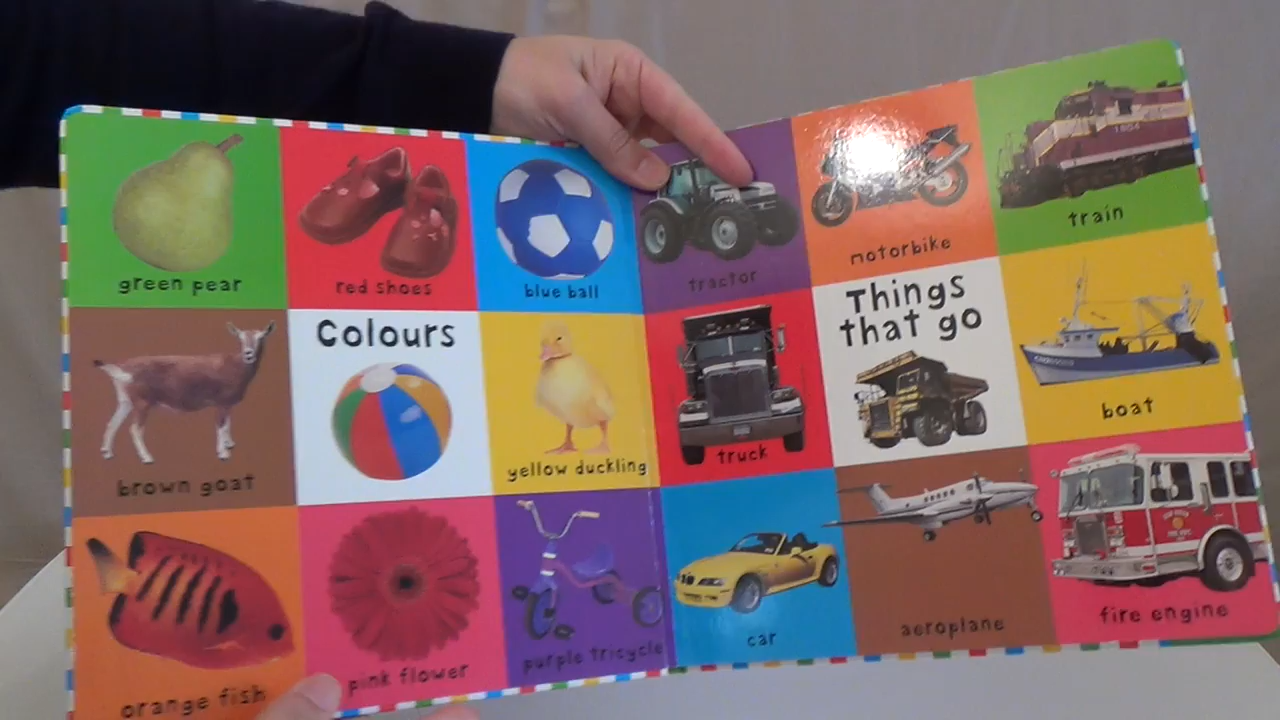 green pear
red shoes
blue ball
brown goat
Colours
yellow duckling
orange fish
pink flower
purple tricycle
tractor
motorbike
1804
train
truck
Things
that go
boat
car
aeroplane
fire engine